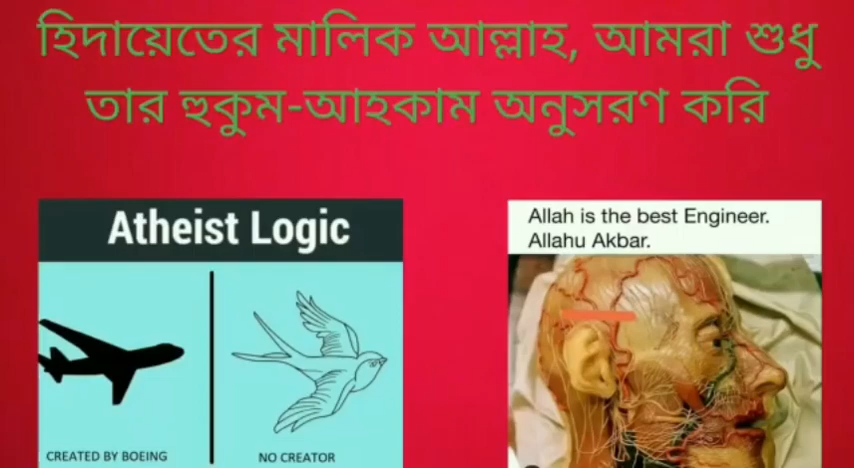 হিদায়েতের মালিক আল্লাহ, আমরা শুধু
তার হুকুম-আহকাম অনুসরণ করি
Atheist Logic
CREATED BY BOEING
NO CREATOR
Allah is the best Engineer.
Allahu Akbar.